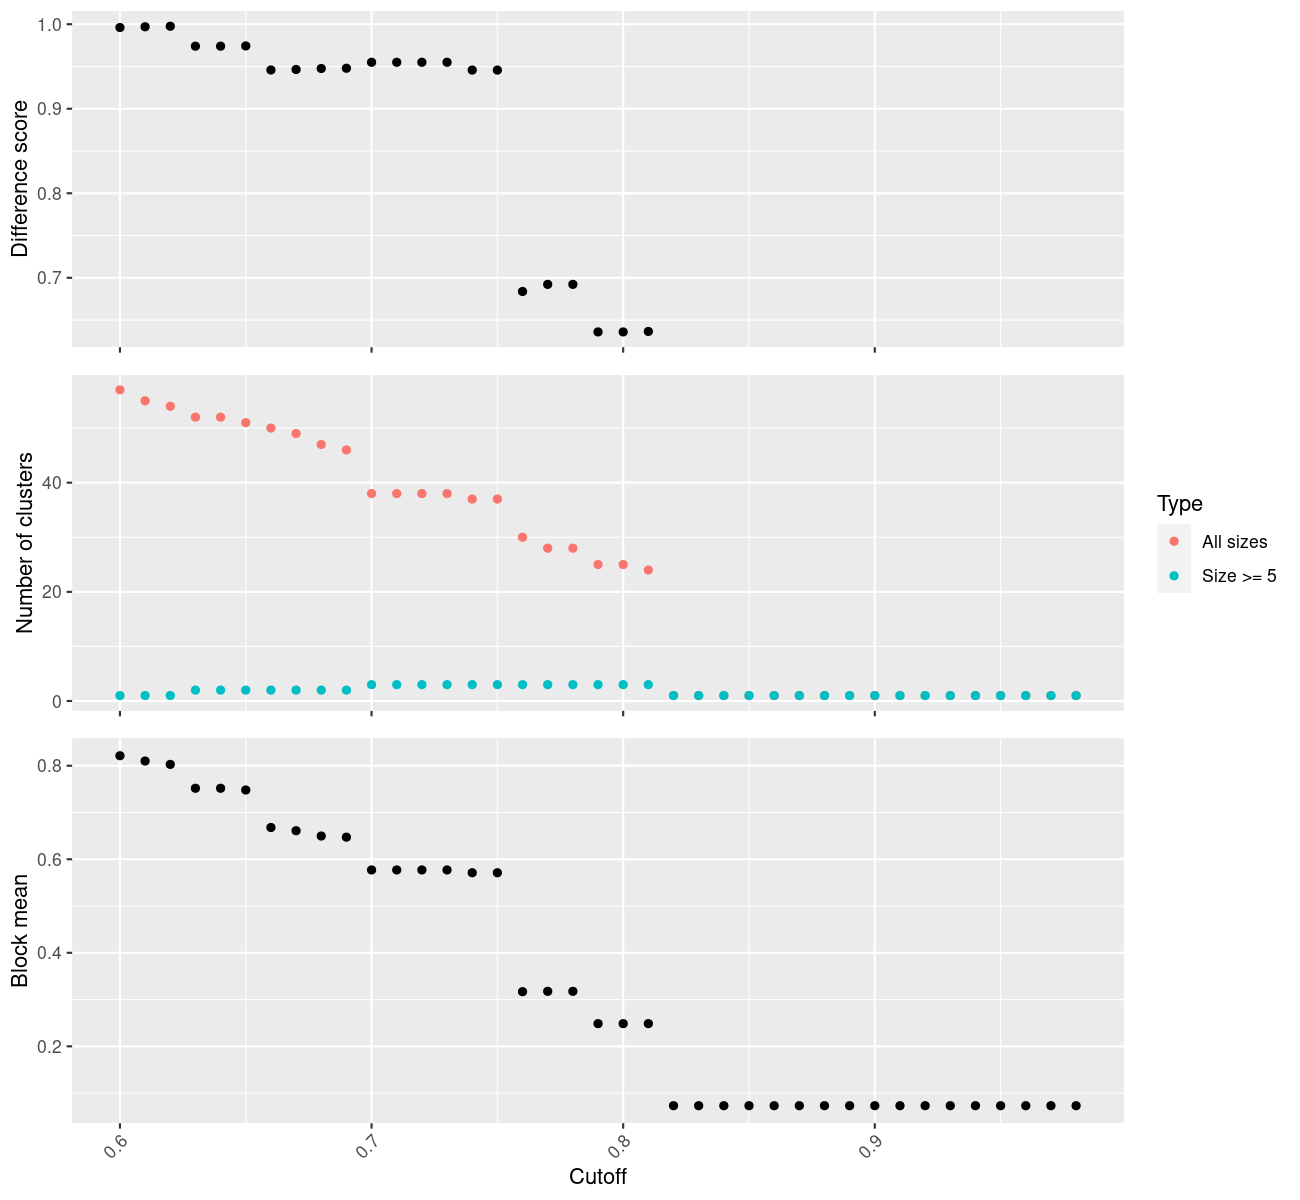 Difference score
1.0
0.9
0.8
0.7
Number of clusters
40
20
0
Type
All sizes
Size >= 5
Block mean
0.8
0.6
0.4
0.2
0.6
0.7
0.8
0.9
Cutoff